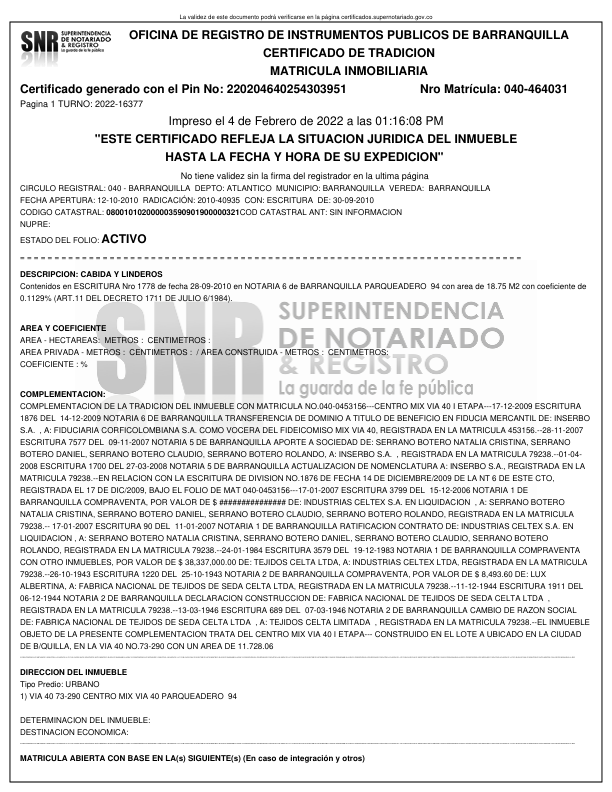 La validez de este documento podrá verificarse en la página certificados.supernotariado.gov.co
SNR SUPERINTENDENCIA DE NOTARIADO & REGISTRO La guarda de la fe pública
OFICINA DE REGISTRO DE INSTRUMENTOS PUBLICOS DE BARRANQUILLA
CERTIFICADO DE TRADICION
MATRICULA INMOBILIARIA
Certificado generado con el Pin No: 220204640254303951 Nro Matrícula: 040-464031
Pagina 1 TURNO: 2022-16377
Impreso el 4 de Febrero de 2022 a las 01:16:08 PM
"ESTE CERTIFICADO REFLEJA LA SITUACION JURIDICA DEL INMUEBLE
HASTA LA FECHA Y HORA DE SU EXPEDICION"
No tiene validez sin la firma del registrador en la ultima página
CIRCULO REGISTRAL: 040 - BARRANQUILLA DEPTO: ATLANTICO MUNICIPIO: BARRANQUILLA VEREDA: BARRANQUILLA
FECHA APERTURA: 12-10-2010 RADICACIÓN: 2010-40935 CON: ESCRITURA DE: 30-09-2010
CODIGO CATASTRAL: 080010102000003590901900000321COD CATASTRAL ANT: SIN INFORMACION
NUPRE:
ESTADO DEL FOLIO: ACTIVO
DESCRIPCION: CABIDA Y LINDEROS
Contenidos en ESCRITURA Nro 1778 de fecha 28-09-2010 en NOTARIA 6 de BARRANQUILLA PARQUEADERO 94 con area de 18.75 M2 con coeficiente de
0.1129% (ART.11 DEL DECRETO 1711 DE JULIO 6/1984).
SNR SUPERINTENDENCIA
DE NOTARIADO
& REGISTRO
La guarda de la fe pública
AREA Y COEFICIENTE
AREA - HECTAREAS: METROS : CENTIMETROS :
AREA PRIVADA - METROS : CENTIMETROS : / AREA CONSTRUIDA - METROS : CENTIMETROS:
COEFICIENTE : %
COMPLEMENTACION:
COMPLEMENTACION DE LA TRADICION DEL INMUEBLE CON MATRICULA NO.040-0453156---CENTRO MIX VIA 40 I ETAPA---17-12-2009 ESCRITURA
1876 DEL 14-12-2009 NOTARIA 6 DE BARRANQUILLA TRANSFERENCIA DE DOMINIO A TITULO DE BENEFICIO EN FIDUCIA MERCANTIL DE: INSERBO
S.A. , A: FIDUCIARIA CORFICOLOMBIANA S.A. COMO VOCERA DEL FIDEICOMISO MIX VIA 40, REGISTRADA EN LA MATRICULA 453156.--28-11-2007
ESCRITURA 7577 DEL 09-11-2007 NOTARIA 5 DE BARRANQUILLA APORTE A SOCIEDAD DE: SERRANO BOTERO NATALIA CRISTINA, SERRANO
BOTERO DANIEL, SERRANO BOTERO CLAUDIO, SERRANO BOTERO ROLANDO, A: INSERBO S.A. , REGISTRADA EN LA MATRICULA 79238.--01-04-
2008 ESCRITURA 1700 DEL 27-03-2008 NOTARIA 5 DE BARRANQUILLA ACTUALIZACION DE NOMENCLATURA A: INSERBO S.A., REGISTRADA EN LA
MATRICULA 79238.--EN RELACION CON LA ESCRITURA DE DIVISION NO.1876 DE FECHA 14 DE DICIEMBRE/2009 DE LA NT 6 DE ESTE CTO,
REGISTRADA EL 17 DE DIC/2009, BAJO EL FOLIO DE MAT 040-0453156---17-01-2007 ESCRITURA 3799 DEL 15-12-2006 NOTARIA 1 DE
BARRANQUILLA COMPRAVENTA, POR VALOR DE $ ############### DE: INDUSTRIAS CELTEX S.A. EN LIQUIDACION , A: SERRANO BOTERO
NATALIA CRISTINA, SERRANO BOTERO DANIEL, SERRANO BOTERO CLAUDIO, SERRANO BOTERO ROLANDO, REGISTRADA EN LA MATRICULA
79238.-- 17-01-2007 ESCRITURA 90 DEL 11-01-2007 NOTARIA 1 DE BARRANQUILLA RATIFICACION CONTRATO DE: INDUSTRIAS CELTEX S.A. EN
LIQUIDACION , A: SERRANO BOTERO NATALIA CRISTINA, SERRANO BOTERO DANIEL, SERRANO BOTERO CLAUDIO, SERRANO BOTERO
ROLANDO, REGISTRADA EN LA MATRICULA 79238.--24-01-1984 ESCRITURA 3579 DEL 19-12-1983 NOTARIA 1 DE BARRANQUILLA COMPRAVENTA
CON OTRO INMUEBLES, POR VALOR DE $ 38,337,000.00 DE: TEJIDOS CELTA LTDA, A: INDUSTRIAS CELTEX LTDA, REGISTRADA EN LA MATRICULA
79238.--26-10-1943 ESCRITURA 1220 DEL 25-10-1943 NOTARIA 2 DE BARRANQUILLA COMPRAVENTA, POR VALOR DE $ 8,493.60 DE: LUX
ALBERTINA, A: FABRICA NACIONAL DE TEJIDOS DE SEDA CELTA LTDA, REGISTRADA EN LA MATRICULA 79238.--11-12-1944 ESCRITURA 1911 DEL
06-12-1944 NOTARIA 2 DE BARRANQUILLA DECLARACION CONSTRUCCION DE: FABRICA NACIONAL DE TEJIDOS DE SEDA CELTA LTDA ,
REGISTRADA EN LA MATRICULA 79238.--13-03-1946 ESCRITURA 689 DEL 07-03-1946 NOTARIA 2 DE BARRANQUILLA CAMBIO DE RAZON SOCIAL
DE: FABRICA NACIONAL DE TEJIDOS DE SEDA CELTA LTDA , A: TEJIDOS CELTA LIMITADA , REGISTRADA EN LA MATRICULA 79238.--EL INMUEBLE
OBJETO DE LA PRESENTE COMPLEMENTACION TRATA DEL CENTRO MIX VIA 40 I ETAPA--- CONSTRUIDO EN EL LOTE A UBICADO EN LA CIUDAD
DE B/QUILLA, EN LA VIA 40 NO.73-290 CON UN AREA DE 11.728.06
DIRECCION DEL INMUEBLE
Tipo Predio: URBANO
1) VIA 40 73-290 CENTRO MIX VIA 40 PARQUEADERO 94
DETERMINACION DEL INMUEBLE:
DESTINACION ECONOMICA:
MATRICULA ABIERTA CON BASE EN LA(s) SIGUIENTE(s) (En caso de integración y otros)